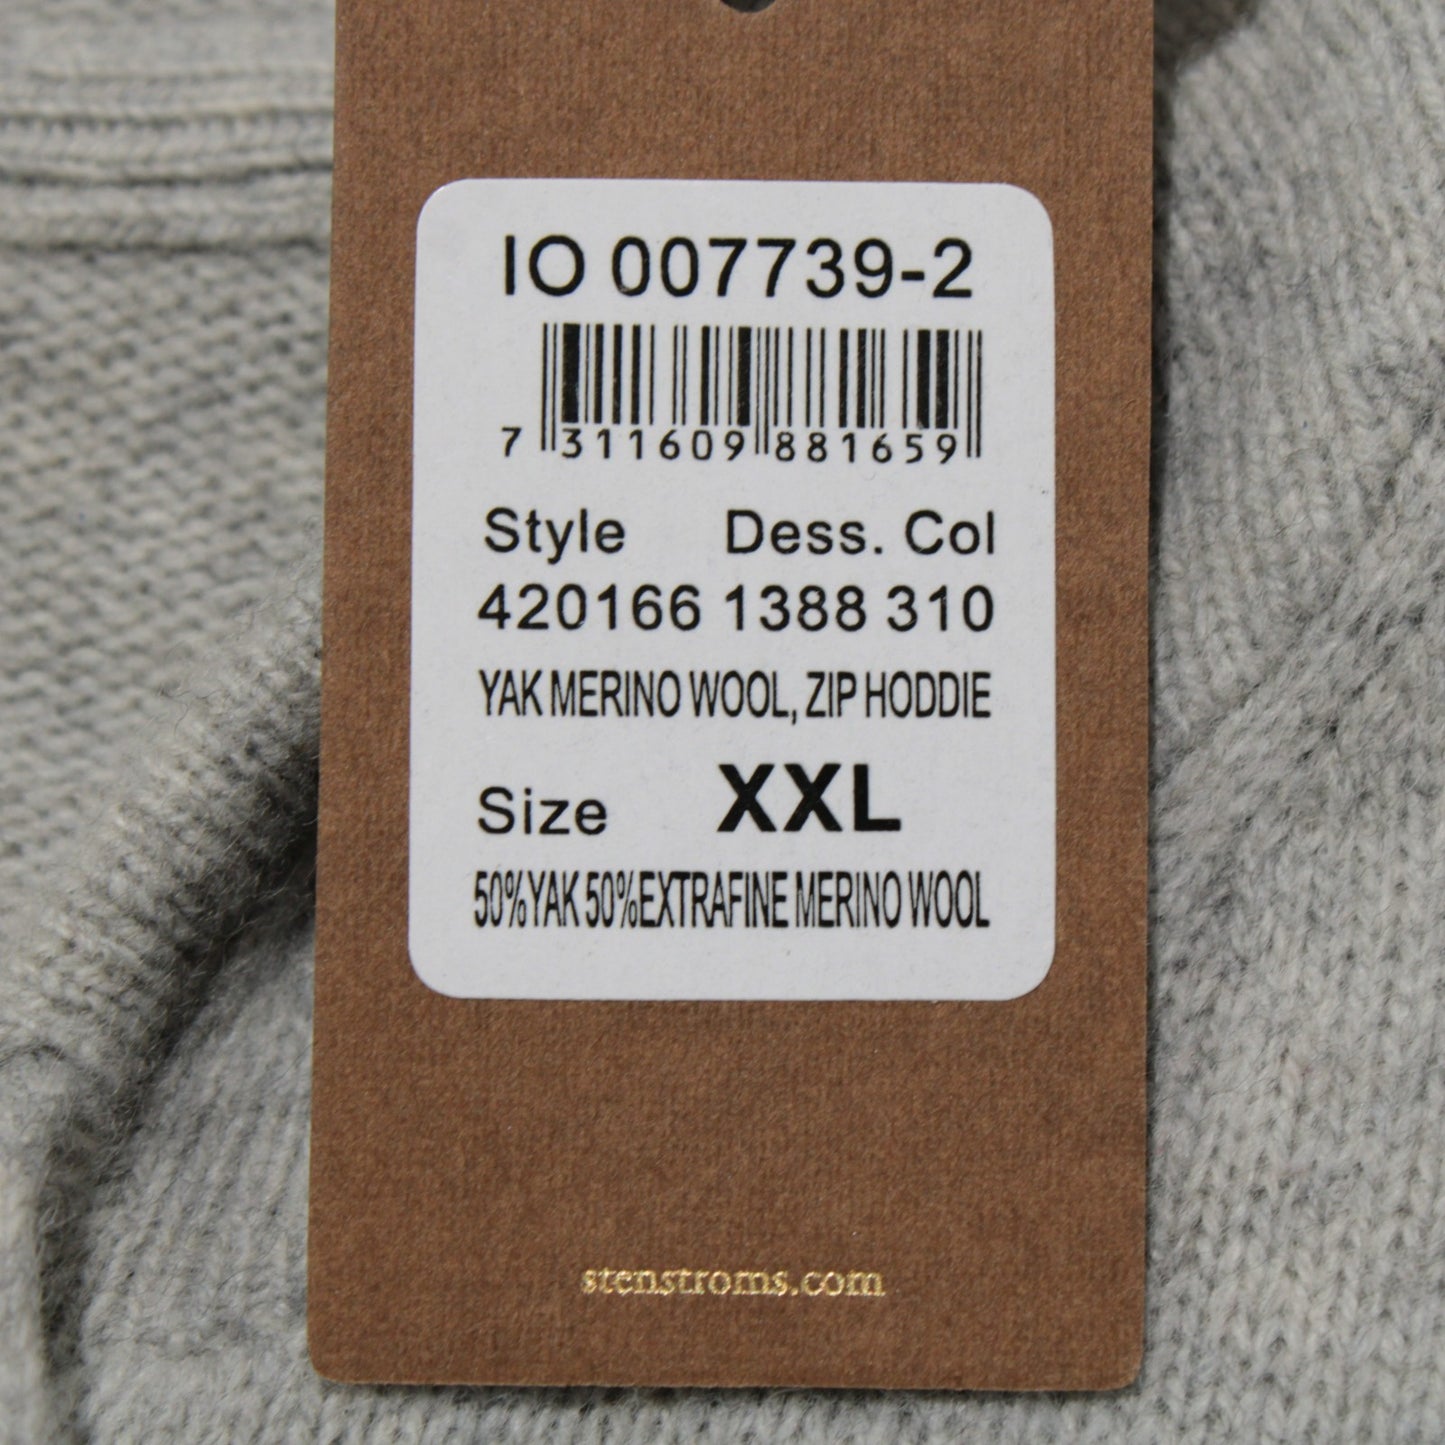 IO 007739-2
7 311609 881659
Style Dess. Col
420166 1388 310
YAK MERINO WOOL, ZIP HODDIE
Size XXL
50%YAK 50%EXTRAFINE MERINO WOOL
stenstroms.com